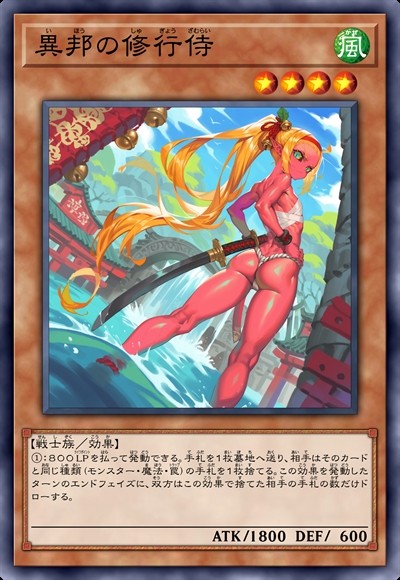 異邦の修行侍
風
【戦士族/効果】
①:800LPを払って発動できる。手札を1枚墓地へ送り、相手はそのカード
と同じ種類(モンスター・魔法・罠)の手札を1枚捨てる。この効果を発動した
ターンのエンドフェイズに、双方はこの効果で捨てた相手の手札の数だけド
ローする。
ATK/1800 DEF/ 600